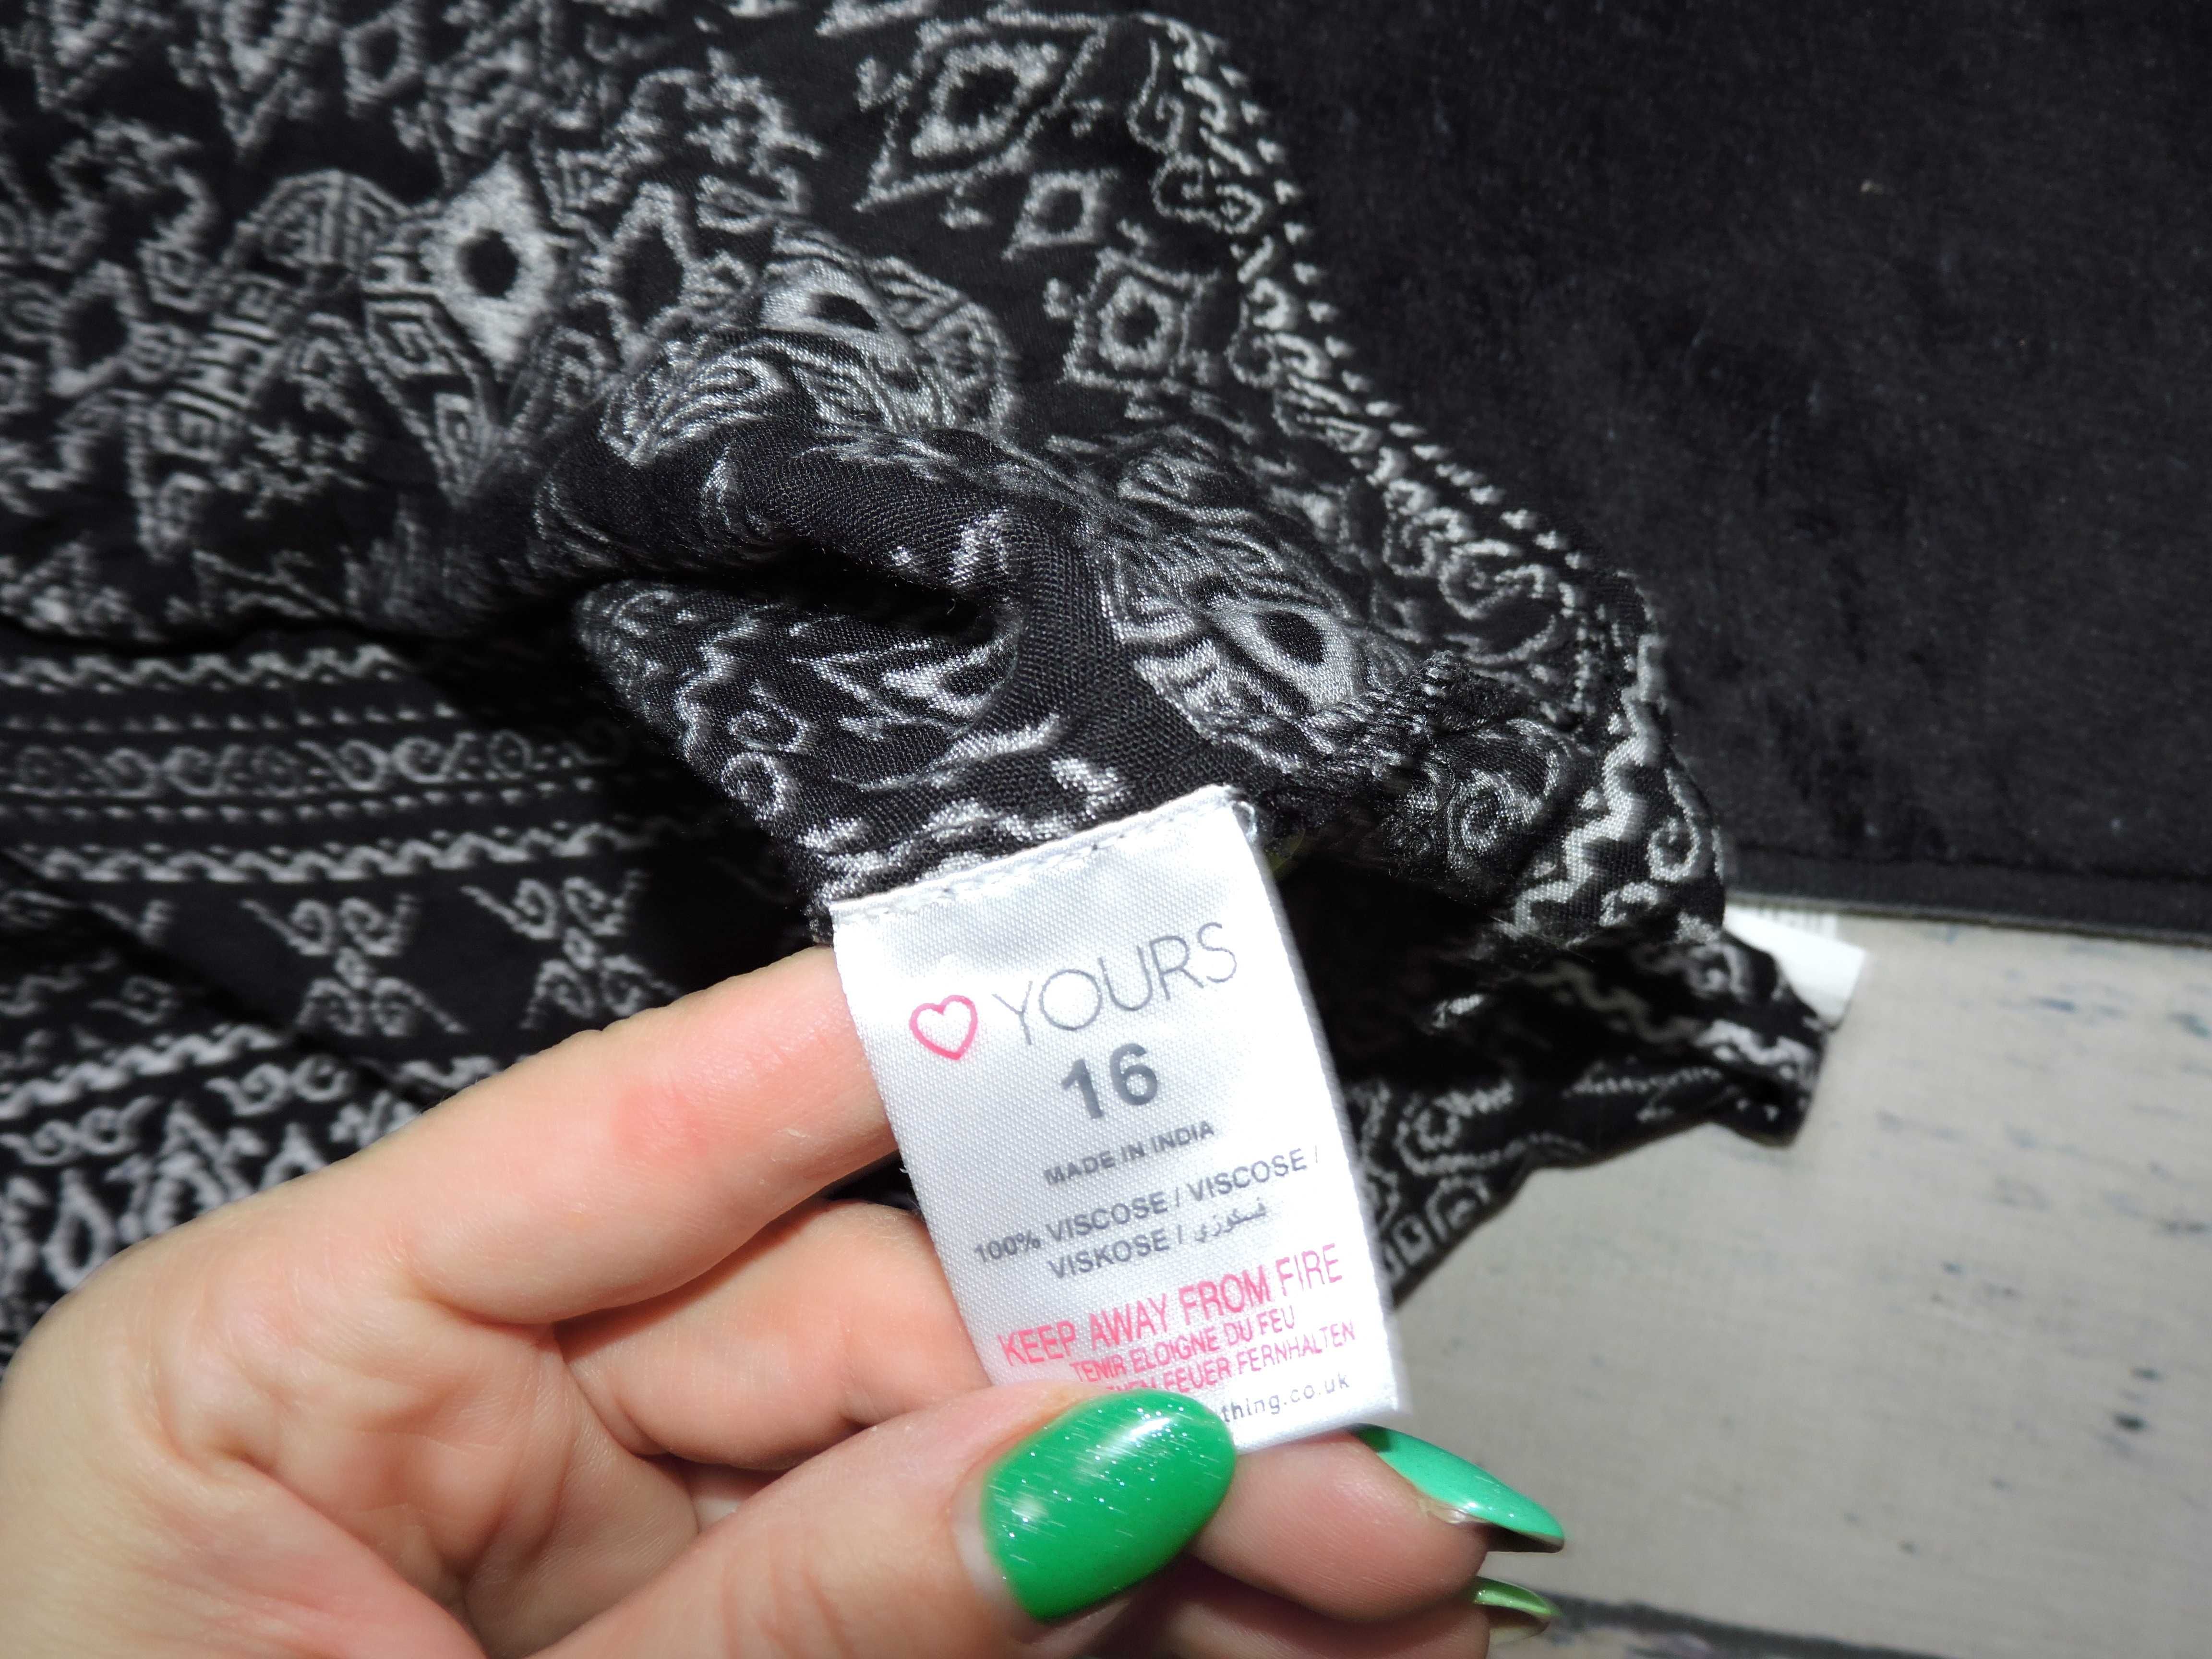 YOURS
16
MADE IN INDIA
100% VISCOSE / VISCOSE /
VISKOSE / فسكوزي
KEEP AWAY FROM FIRE
TENIR ELOIGNE DU FEU
FEUER FERNHALTEN
thing.co.uk